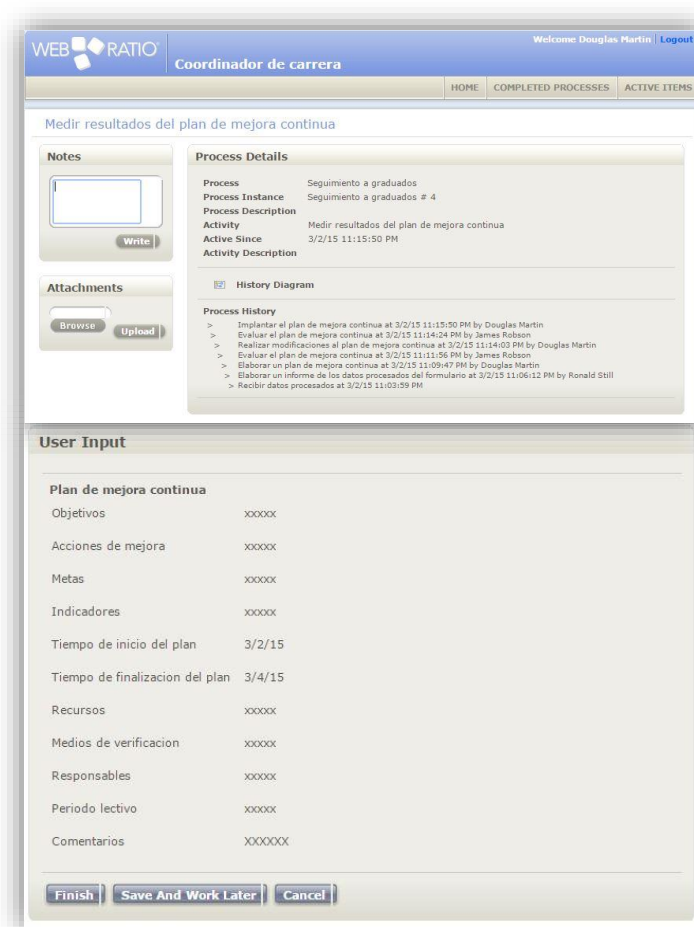 WEB RATIO
Welcome Douglas Martin | Logout
Coordinador de carrera
HOME COMPLETED PROCESSES ACTIVE ITEMS
Medir resultados del plan de mejora continua
Notes
Write
Attachments
Browse Upload
Process Details
Process Seguimiento a graduados
Process Instance Seguimiento a graduados # 4
Process Description
Activity Medir resultados del plan de mejora continua
Active Since 3/2/15 11:15:50 PM
Activity Description
History Diagram
Process History
> Implantar el plan de mejora continua at 3/2/15 11:15:50 PM by Douglas Martin
> Evaluar el plan de mejora continua at 3/2/15 11:14:24 PM by James Robson
> Realizar modificaciones al plan de mejora continua at 3/2/15 11:14:03 PM by Douglas Martin
> Evaluar el plan de mejora continua at 3/2/15 11:11:56 PM by James Robson
> Elaborar un plan de mejora continua at 3/2/15 11:09:47 PM by Douglas Martin
> Elaborar un informe de los datos procesados del formulario at 3/2/15 11:06:12 PM by Ronald Still
> Recibir datos procesados at 3/2/15 11:03:59 PM
User Input
Plan de mejora continua
Objetivos xxxxx
Acciones de mejora xxxxx
Metas xxxxx
Indicadores xxxxx
Tiempo de inicio del plan 3/2/15
Tiempo de finalizacion del plan 3/4/15
Recursos xxxxx
Medios de verificacion xxxxx
Responsables xxxxx
Periodo lectivo xxxxx
Comentarios XXXXXX
Finish Save And Work Later Cancel